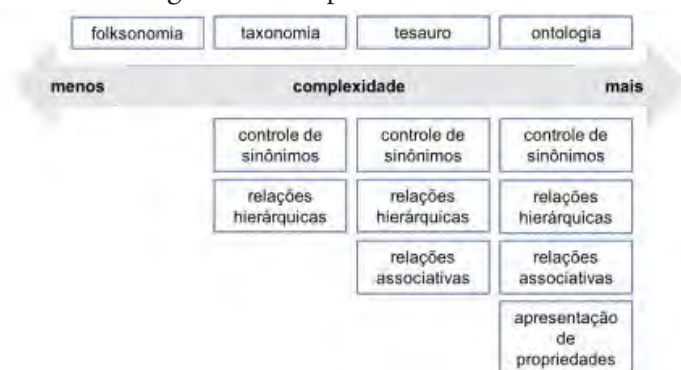 folksonomia taxonomia tesauro ontologia
menos complexidade mais
controle de controle de controle de
sinônimos sinônimos sinônimos
relações relações relações
hierárquicas hierárquicas hierárquicas
relações relações
associativas associativas
apresentação
de
propriedades